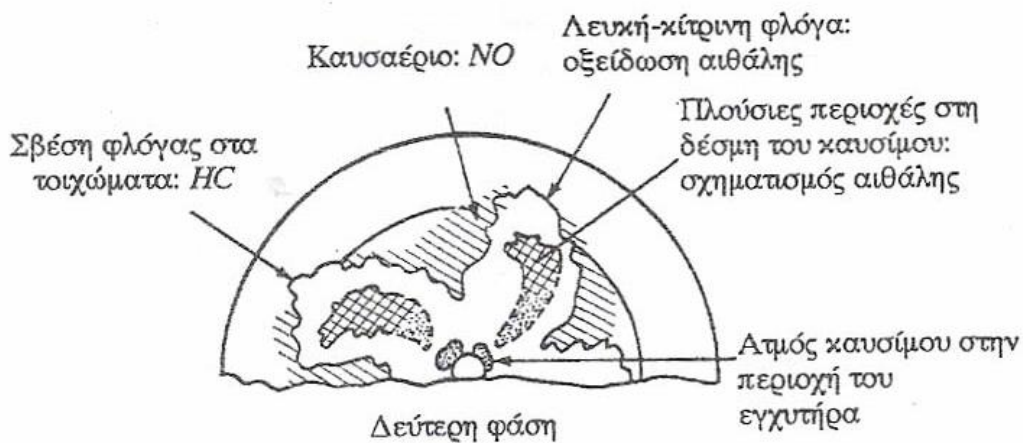 Λευκή-κίτρινη φλόγα:
οξείδωση αιθάλης
Καυσαέριο: NO
Πλούσιες περιοχές στη
δέσμη του καυσίμου:
σχηματισμός αιθάλης
Σβέση φλόγας στα
τοιχώματα: HC
Ατμός καυσίμου στην
περιοχή του
εγχυτήρα
Δεύτερη φάση